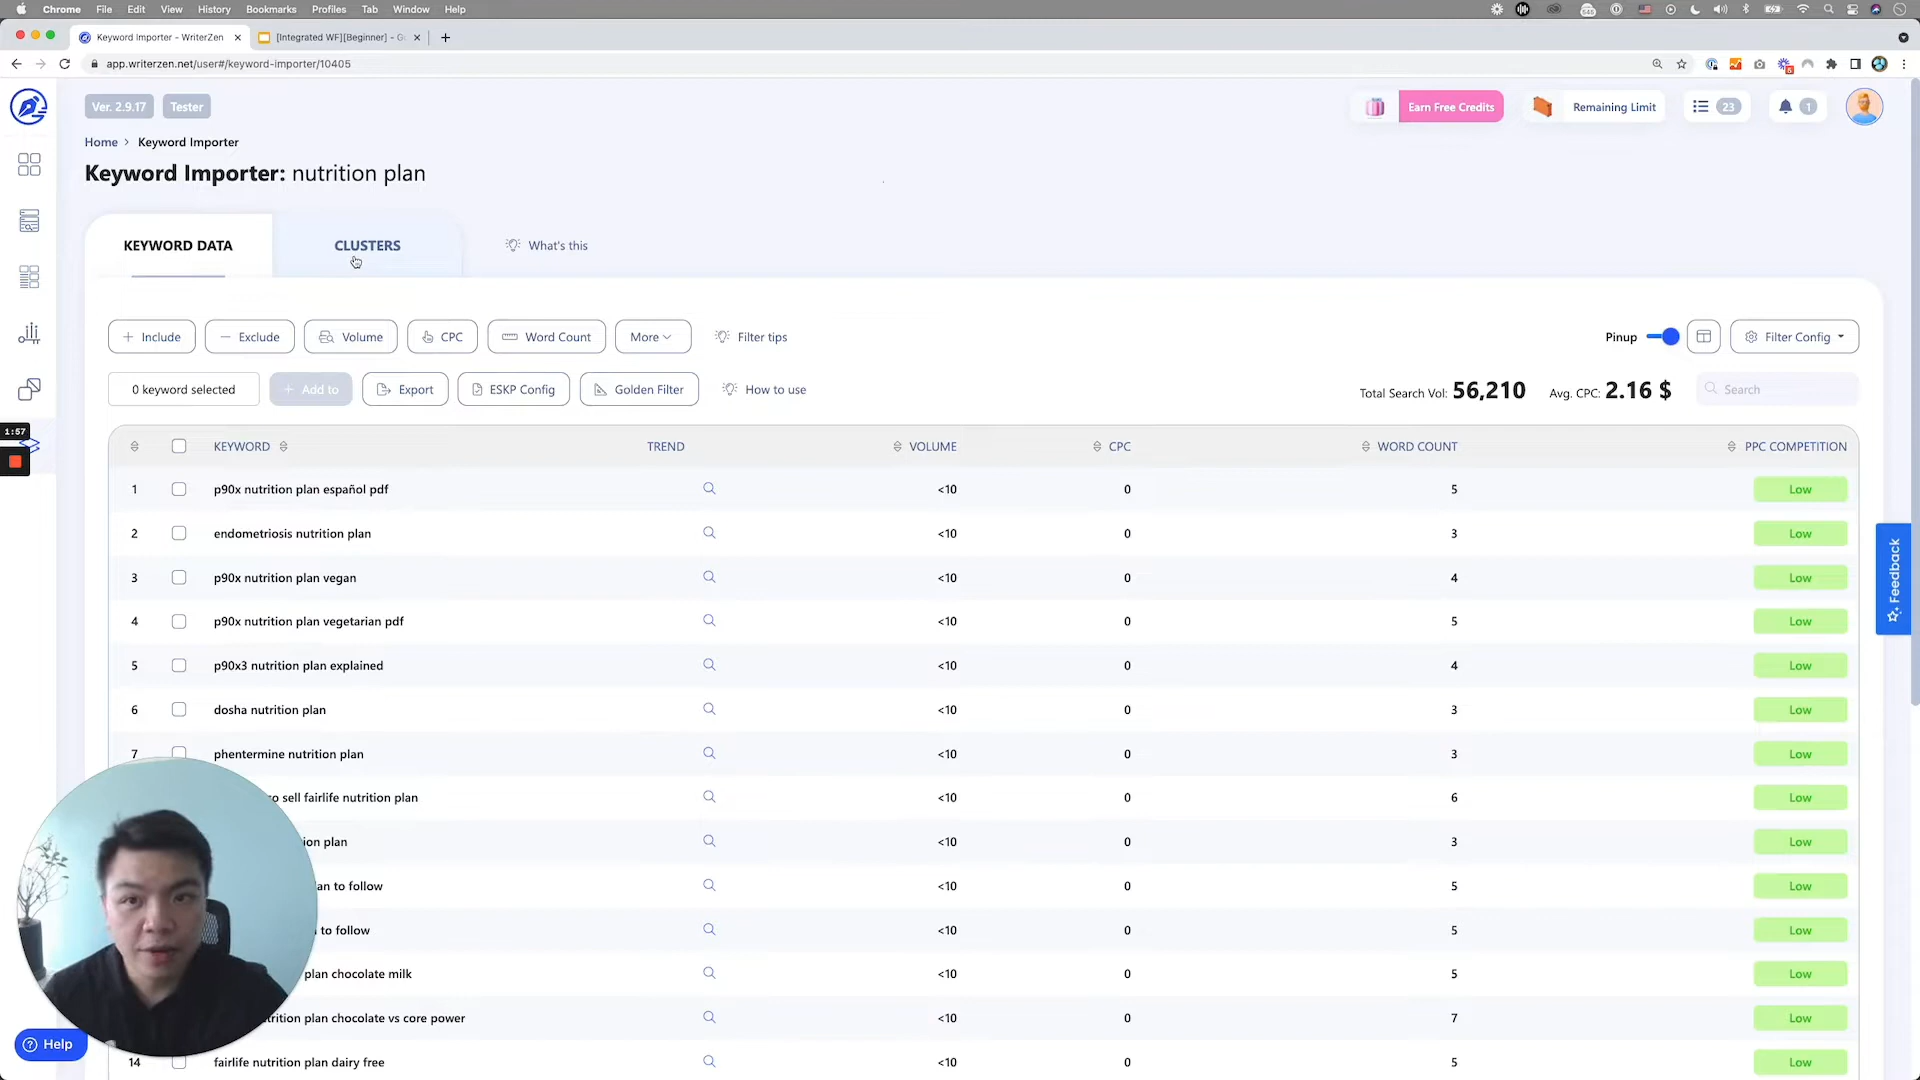 Chrome File Edit View History Bookmarks Profiles Tab Window Help
Keyword Importer - WriterZen
[Integrated WF][Beginner] - G
app.writerzen.net/user#/keyword-importer/10405
Ver. 2.9.17 Tester
Earn Free Credits Remaining Limit 23 1
Home > Keyword Importer
Keyword Importer: nutrition plan
KEYWORD DATA CLUSTERS What's this
+ Include − Exclude Volume CPC Word Count More Filter tips Pinup Filter Config
0 keyword selected + Add to Export ESKP Config Golden Filter How to use Total Search Vol: 56,210 Avg. CPC: 2.16 $ Search
1:57
KEYWORD TREND VOLUME CPC WORD COUNT PPC COMPETITION
1 p90x nutrition plan español pdf <10 0 5 Low
2 endometriosis nutrition plan <10 0 3 Low
3 p90x nutrition plan vegan <10 0 4 Low
4 p90x nutrition plan vegetarian pdf <10 0 5 Low
5 p90x3 nutrition plan explained <10 0 4 Low
6 dosha nutrition plan <10 0 3 Low
7 phentermine nutrition plan <10 0 3 Low
o sell fairlife nutrition plan <10 0 6 Low
ion plan <10 0 3 Low
an to follow <10 0 5 Low
to follow <10 0 5 Low
plan chocolate milk <10 0 5 Low
trition plan chocolate vs core power <10 0 7 Low
14 fairlife nutrition plan dairy free <10 0 5 Low
Feedback
Help